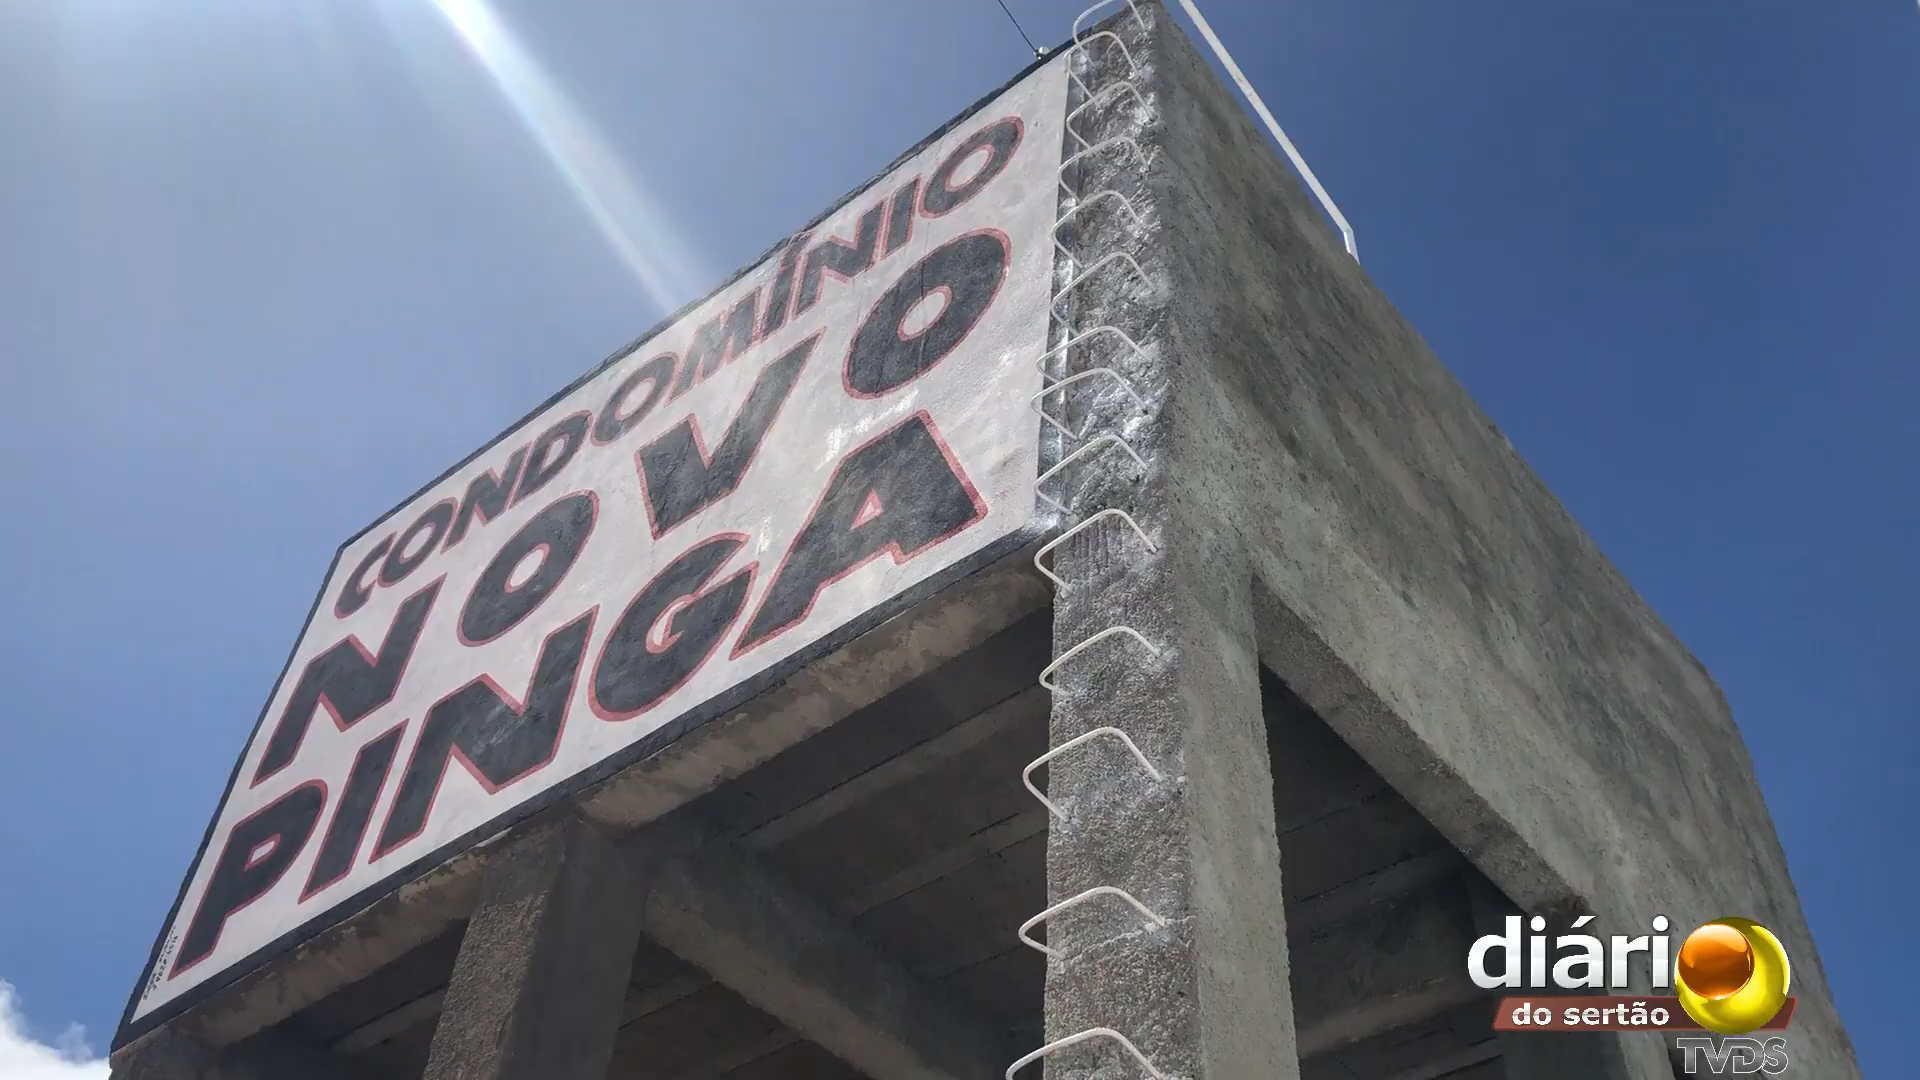 CONDOMÍNIO
NOVO
PINGA
diário
do sertão
TVDS